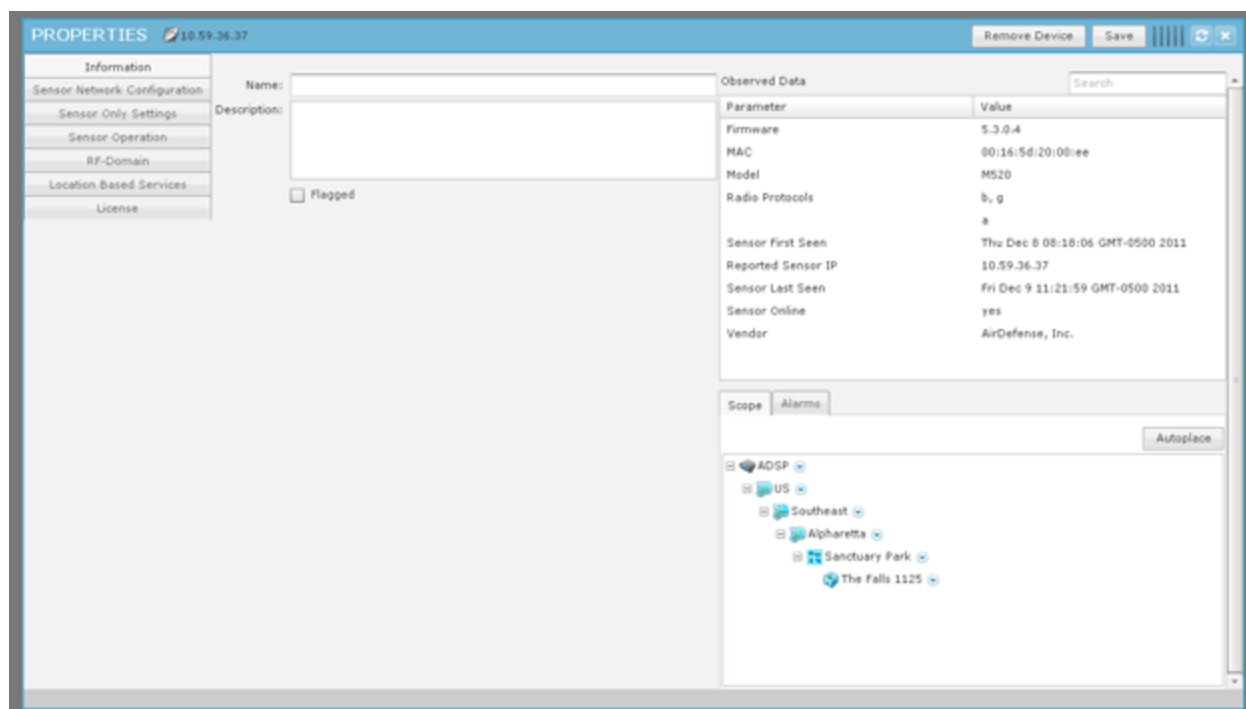 PROPERTIES 10.59.36.37 Remove Device Save
Information
Sensor Network Configuration
Sensor Only Settings
Sensor Operation
RF-Domain
Location Based Services
License
Name:
Description:
Flagged
Observed Data Search
Parameter Value
Firmware 5.3.0.4
MAC 00:16:5d:20:00:ee
Model M520
Radio Protocols b, g
a
Sensor First Seen Thu Dec 8 08:18:06 GMT-0500 2011
Reported Sensor IP 10.59.36.37
Sensor Last Seen Fri Dec 9 11:21:59 GMT-0500 2011
Sensor Online yes
Vendor AirDefense, Inc.
Scope Alarms
Autoplace
ADSP
US
Southeast
Alpharetta
Sanctuary Park
The Falls 1125